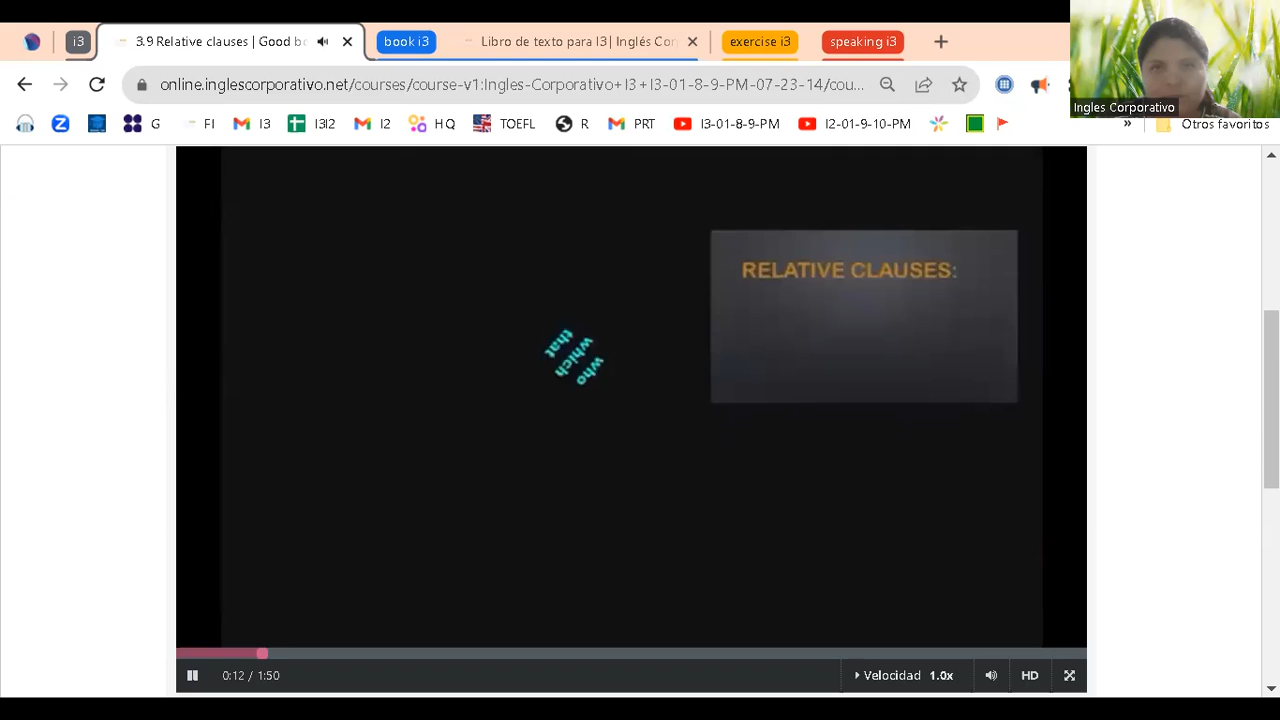 i3
3.9 Relative clauses | Good b
book i3
Libro de texto para I3 | Inglés Cor
exercise i3
speaking i3
online.inglescorporativo.net/courses/course-v1:Ingles-Corporativo+I3+I3-01-8-9-PM-07-23-14/cou...
Ingles Corporativo
G
FI
I3
I3I2
I2
HQ
TOEFL
R
PRT
I3-01-8-9-PM
I2-01-9-10-PM
»
Otros favoritos
RELATIVE CLAUSES:
who
which
that
0:12 / 1:50
Velocidad 1.0x
HD